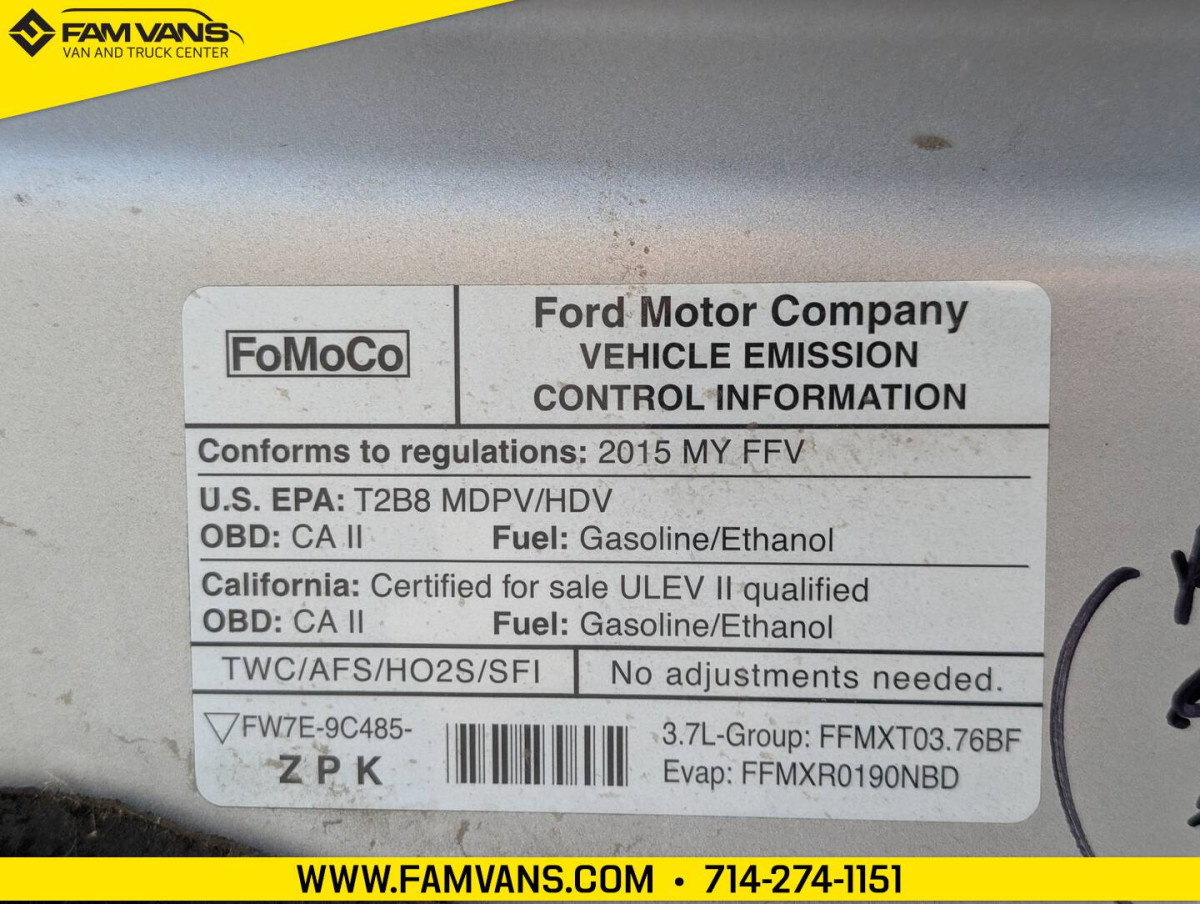 FAM VANS
VAN AND TRUCK CENTER
FoMoCo
Ford Motor Company
VEHICLE EMISSION
CONTROL INFORMATION
Conforms to regulations: 2015 MY FFV
U.S. EPA: T2B8 MDPV/HDV
OBD: CA II Fuel: Gasoline/Ethanol
California: Certified for sale ULEV II qualified
OBD: CA II Fuel: Gasoline/Ethanol
TWC/AFS/HO2S/SFI No adjustments needed.
▽FW7E-9C485-
Z P K
3.7L-Group: FFMXT03.76BF
Evap: FFMXR0190NBD
WWW.FAMVANS.COM • 714-274-1151